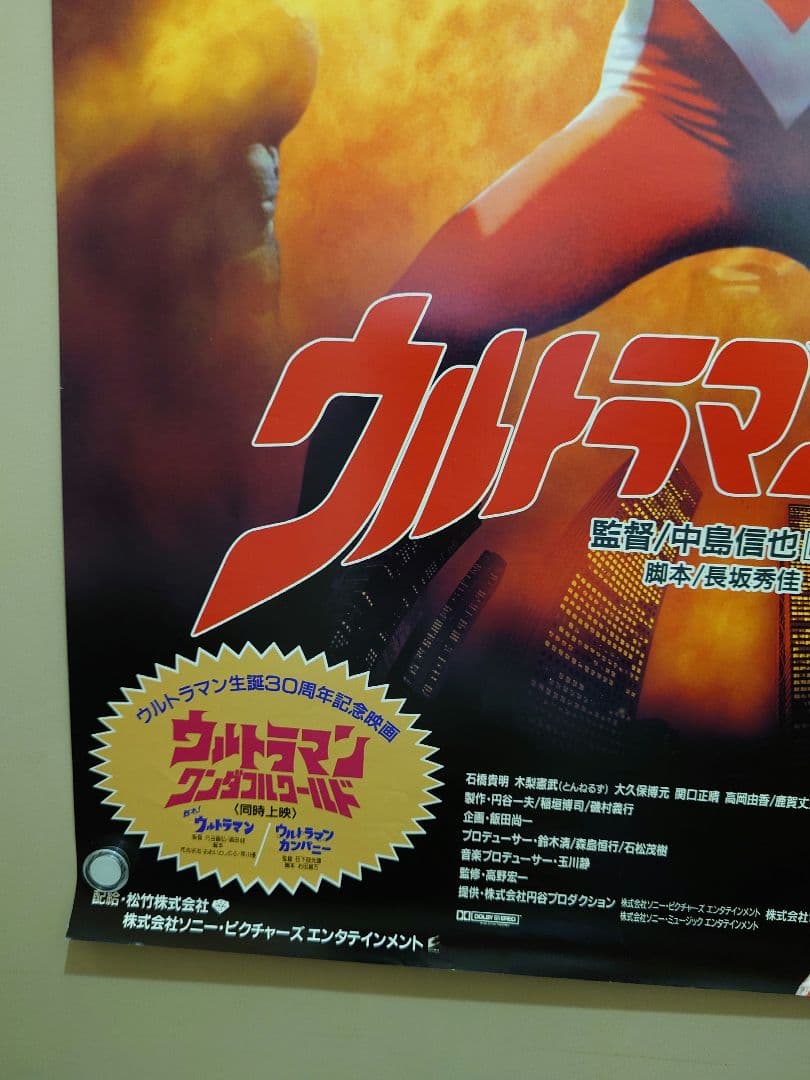 ウルトラマン
監督/中島信也
脚本/長坂秀佳
ウルトラマン生誕30周年記念映画
ウルトラマン
ワンダフルワールド
〈同時上映〉
ウルトラマン
ウルトラマン
カンパニー
石橋貴明 木梨憲武(とんねるず) 大久保博元 関口正晴 高岡由香/鹿賀丈
製作・円谷一夫/稲垣博司/磯村義行
企画・飯田尚一
プロデューサー・鈴木清/森島恒行/石松茂樹
音楽プロデューサー・玉川静
監修・高野宏一
提供・株式会社円谷プロダクション 株式会社ソニー・ピクチャーズ エンタテインメント 株式会社
株式会社ソニー・ミュージック エンタテインメント
DOLBY STEREO
配給・松竹株式会社
株式会社ソニー・ピクチャーズ エンタテインメント